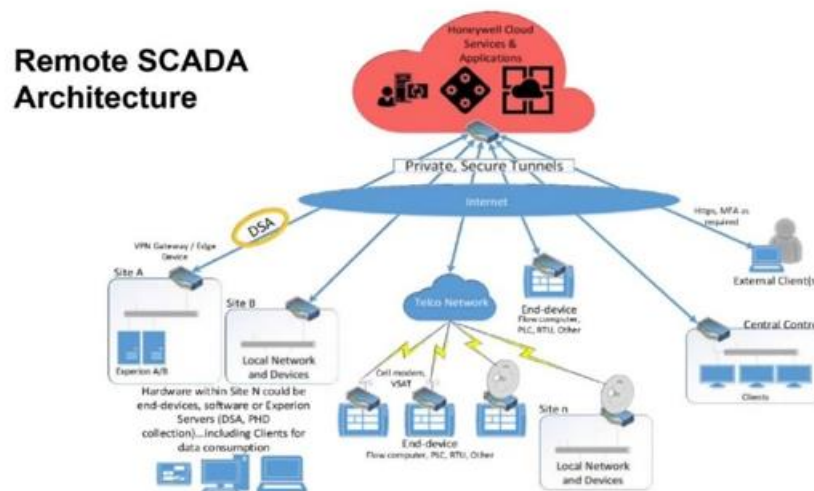 Remote SCADA
Architecture
Honeywell Cloud
Services &
Applications
Private, Secure Tunnels
Internet
DSA
Https, MFA as
required
VPN Gateway / Edge
Device
Site A
Experion A/B
Site B
Local Network
and Devices
Telco Network
End-device
Flow computer,
PLC, RTU, Other
External Client(s
Central Contro
Clients
Hardware within Site N could be
end-devices, software or Experion
Servers (DSA, PHD
collection)...including Clients for
data consumption
Cell modem,
VSAT
End-device
Flow computer, PLC, RTU, Other
Site n
Local Network
and Devices